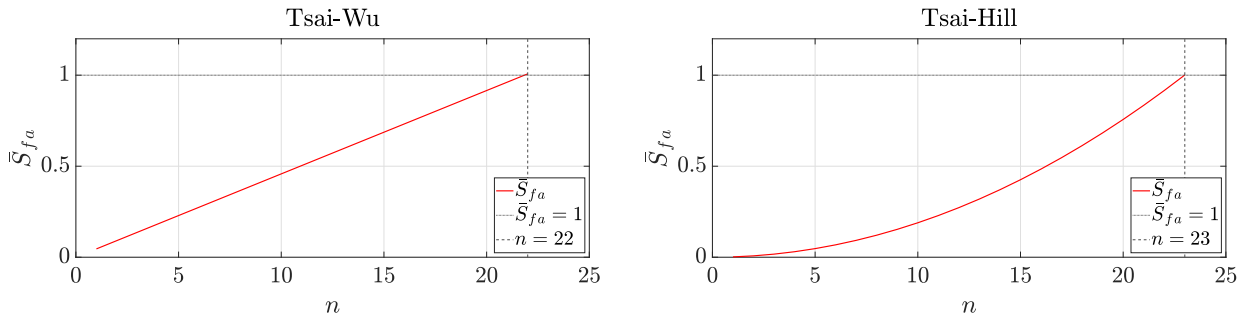 Tsai-Wu
1
0.5
0
S̄_{fa}
0 5 10 15 20 25
n
S̄_{fa}
S̄_{fa} = 1
n = 22
Tsai-Hill
1
0.5
0
S̄_{fa}
0 5 10 15 20 25
n
S̄_{fa}
S̄_{fa} = 1
n = 23